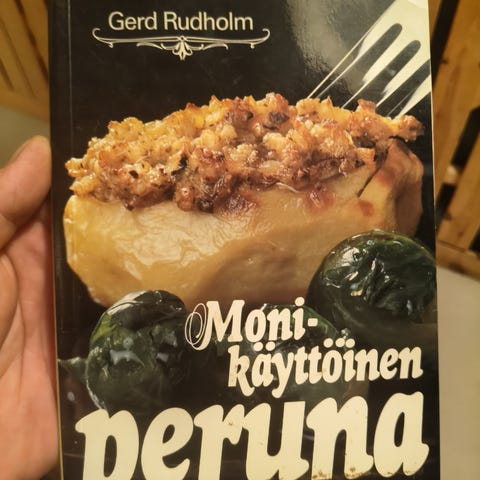 Gerd Rudholm
Moni-
käyttöinen
peruna